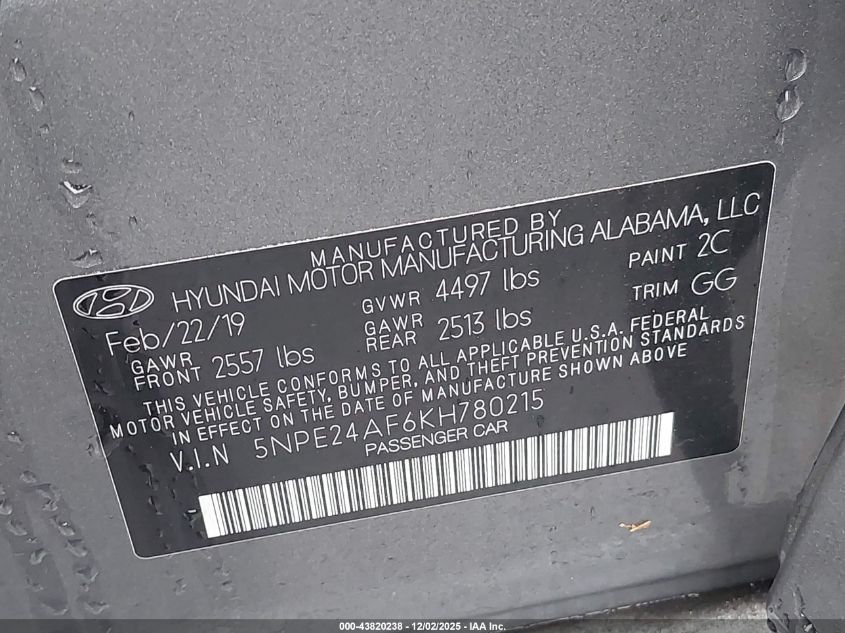 MANUFACTURED BY
HYUNDAI MOTOR MANUFACTURING ALABAMA, LLC
Feb/22/19 GVWR 4497 lbs PAINT 2C
GAWR FRONT 2557 lbs GAWR REAR 2513 lbs TRIM GG
THIS VEHICLE CONFORMS TO ALL APPLICABLE U.S.A. FEDERAL
MOTOR VEHICLE SAFETY, BUMPER, AND THEFT PREVENTION STANDARDS
IN EFFECT ON THE DATE OF MANUFACTURE SHOWN ABOVE
V.I.N 5NPE24AF6KH780215
PASSENGER CAR
000-43820238 - 12/02/2025 - IAA Inc.